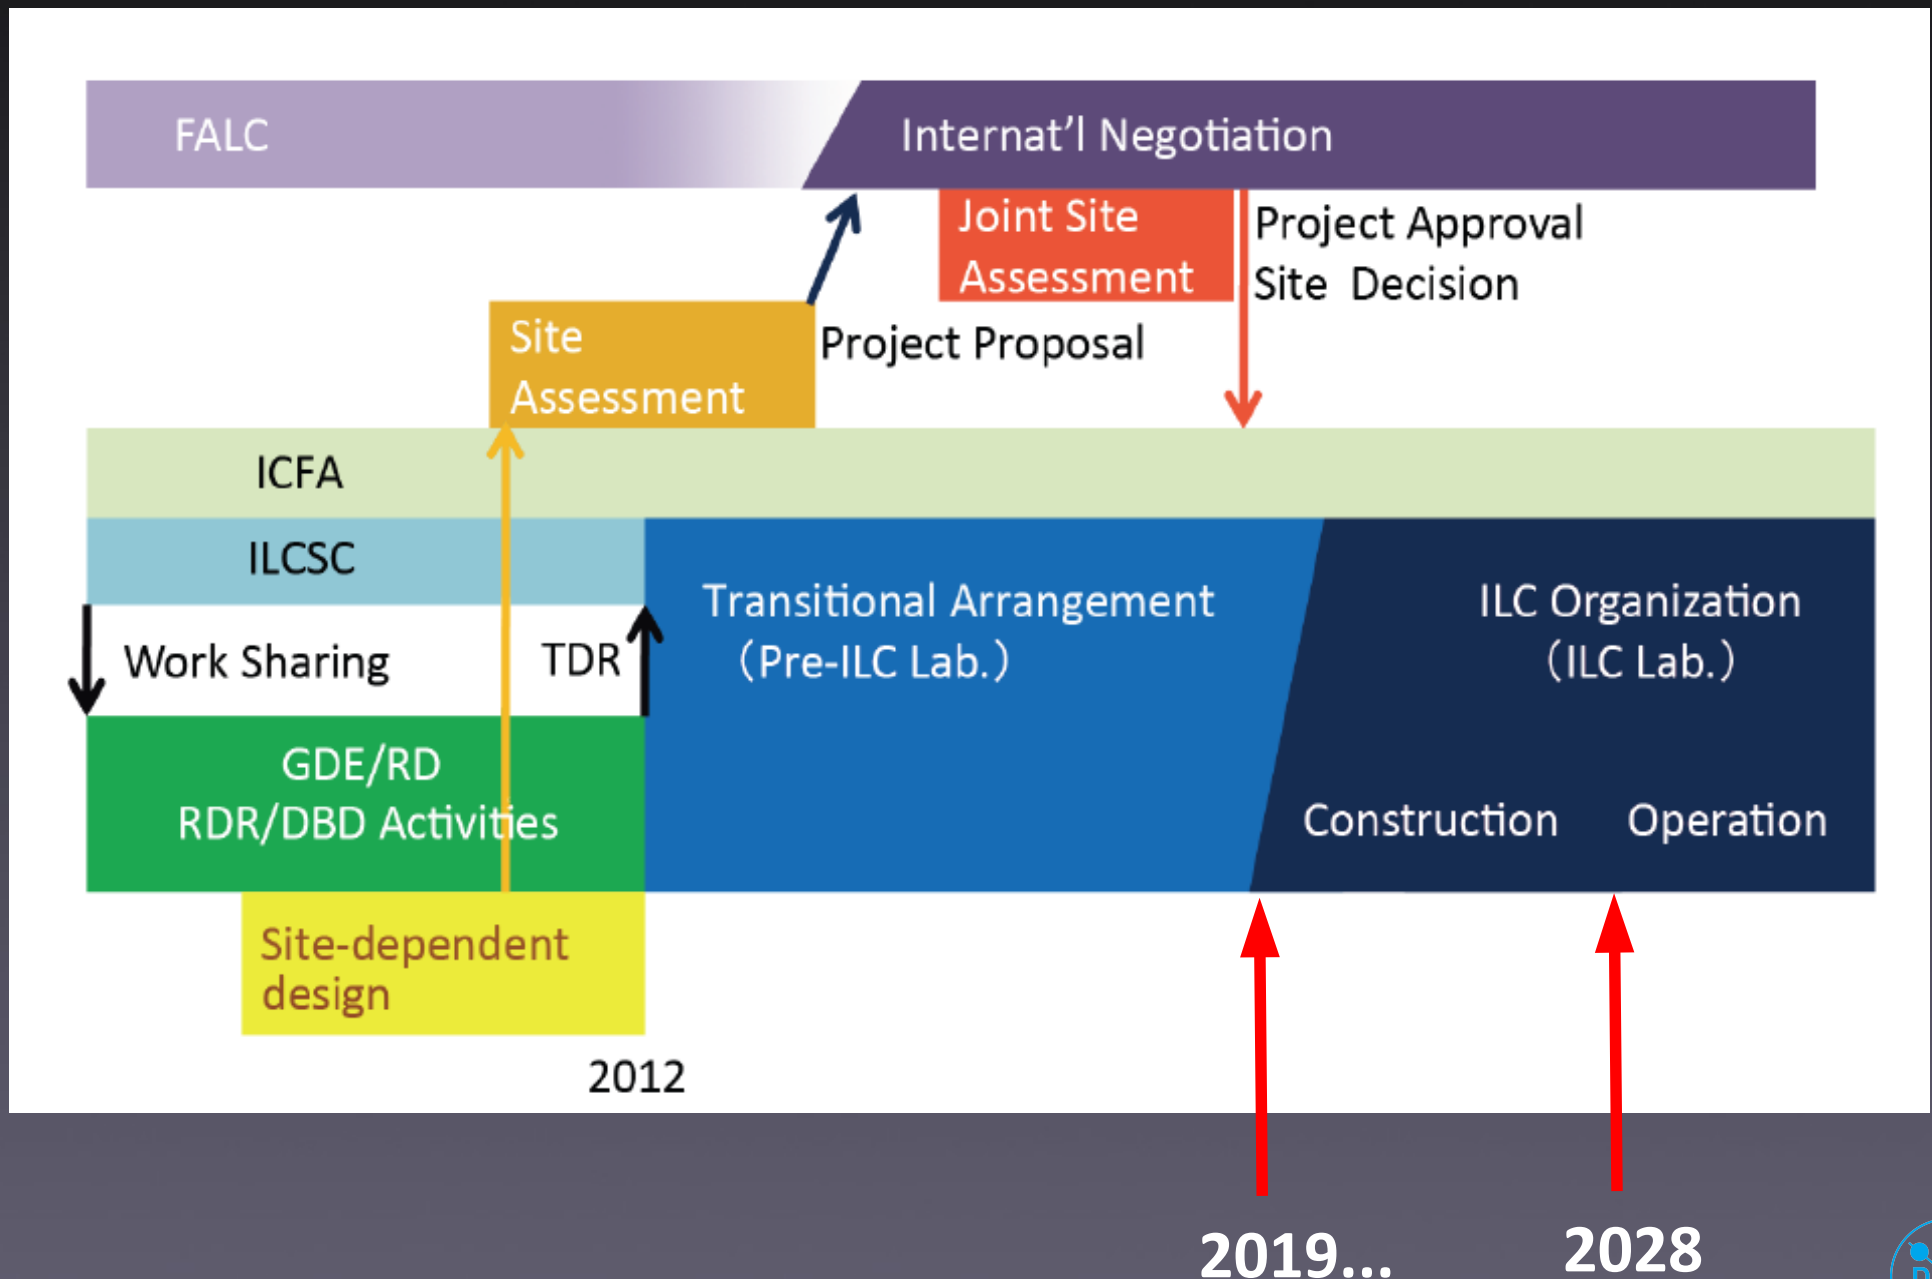 FALC
Internat'l Negotiation
Joint Site
Assessment
Project Approval
Site Decision
Site
Assessment
Project Proposal
ICFA
ILCSC
Work Sharing
TDR
Transitional Arrangement
（Pre-ILC Lab.）
ILC Organization
（ILC Lab.）
GDE/RD
RDR/DBD Activities
Construction
Operation
Site-dependent
design
2012
2019...
2028